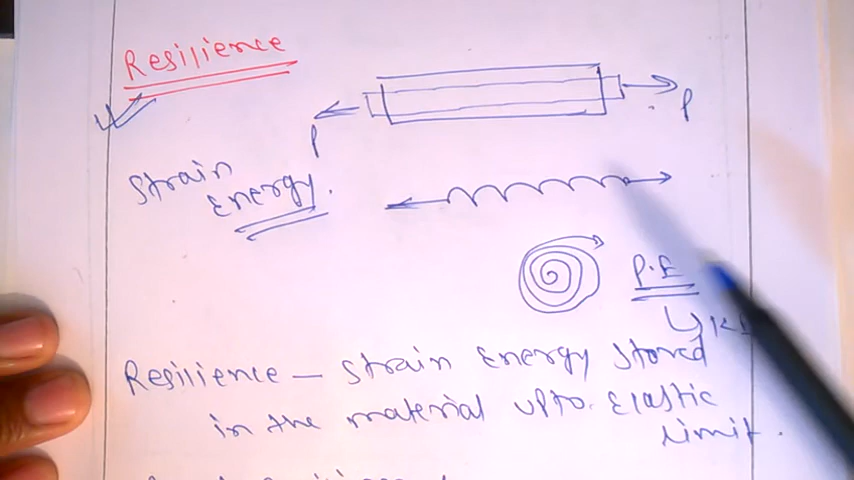 Resilience
P
P
Strain
Energy.
P.E
Resilience — Strain Energy stored
in the material upto. Elastic
limit.